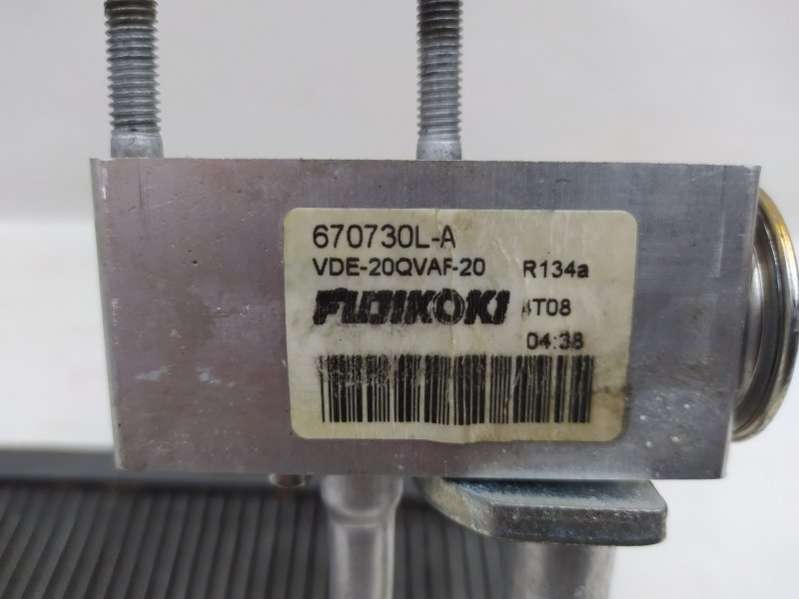 670730L-A
VDE-20QVAF-20 R134a
FUJIKOKI 4T08
04:38